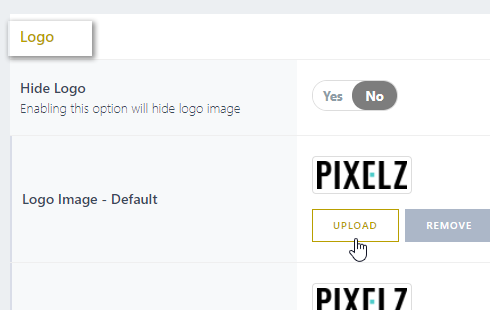 Logo
Hide Logo
Enabling this option will hide logo image
Yes
No
Logo Image - Default
PIXELZ
UPLOAD
REMOVE
PIXELZ